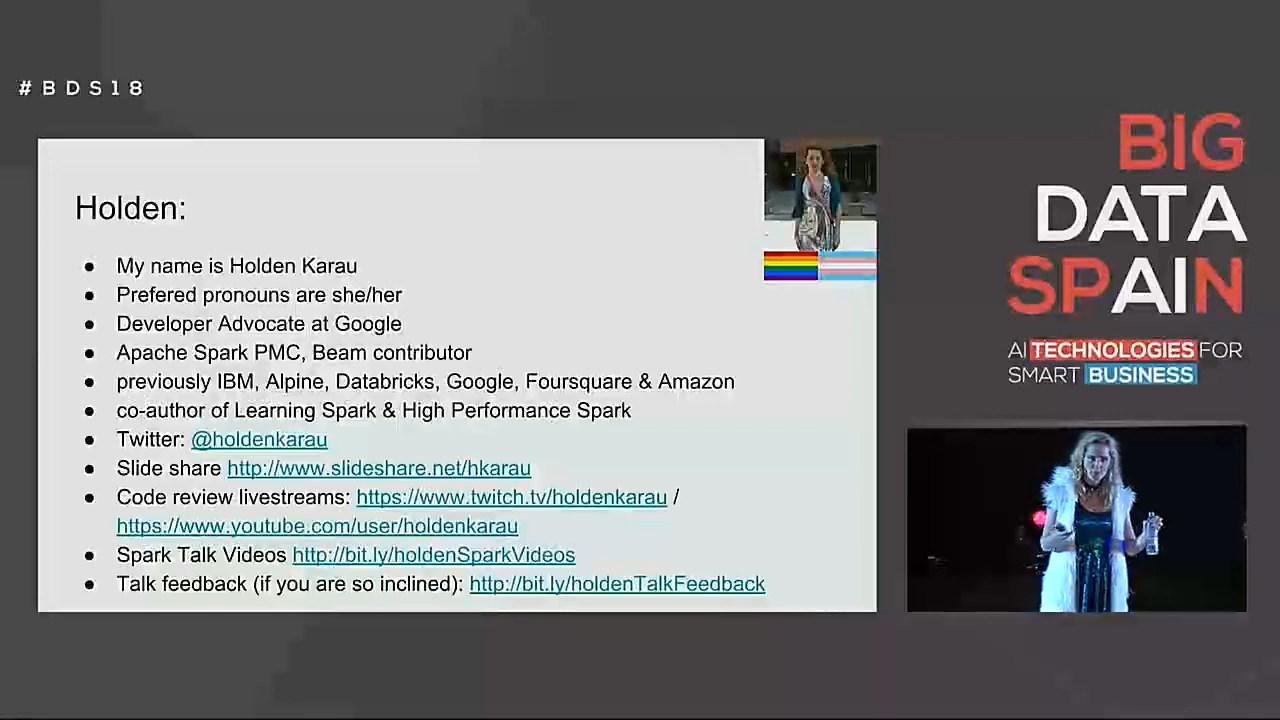 #BDS18
Holden:
● My name is Holden Karau
● Prefered pronouns are she/her
● Developer Advocate at Google
● Apache Spark PMC, Beam contributor
● previously IBM, Alpine, Databricks, Google, Foursquare & Amazon
● co-author of Learning Spark & High Performance Spark
● Twitter: @holdenkarau
● Slide share http://www.slideshare.net/hkarau
● Code review livestreams: https://www.twitch.tv/holdenkarau /
https://www.youtube.com/user/holdenkarau
● Spark Talk Videos http://bit.ly/holdenSparkVideos
● Talk feedback (if you are so inclined): http://bit.ly/holdenTalkFeedback
BIG
DATA
SPAIN
AI TECHNOLOGIES FOR
SMART BUSINESS